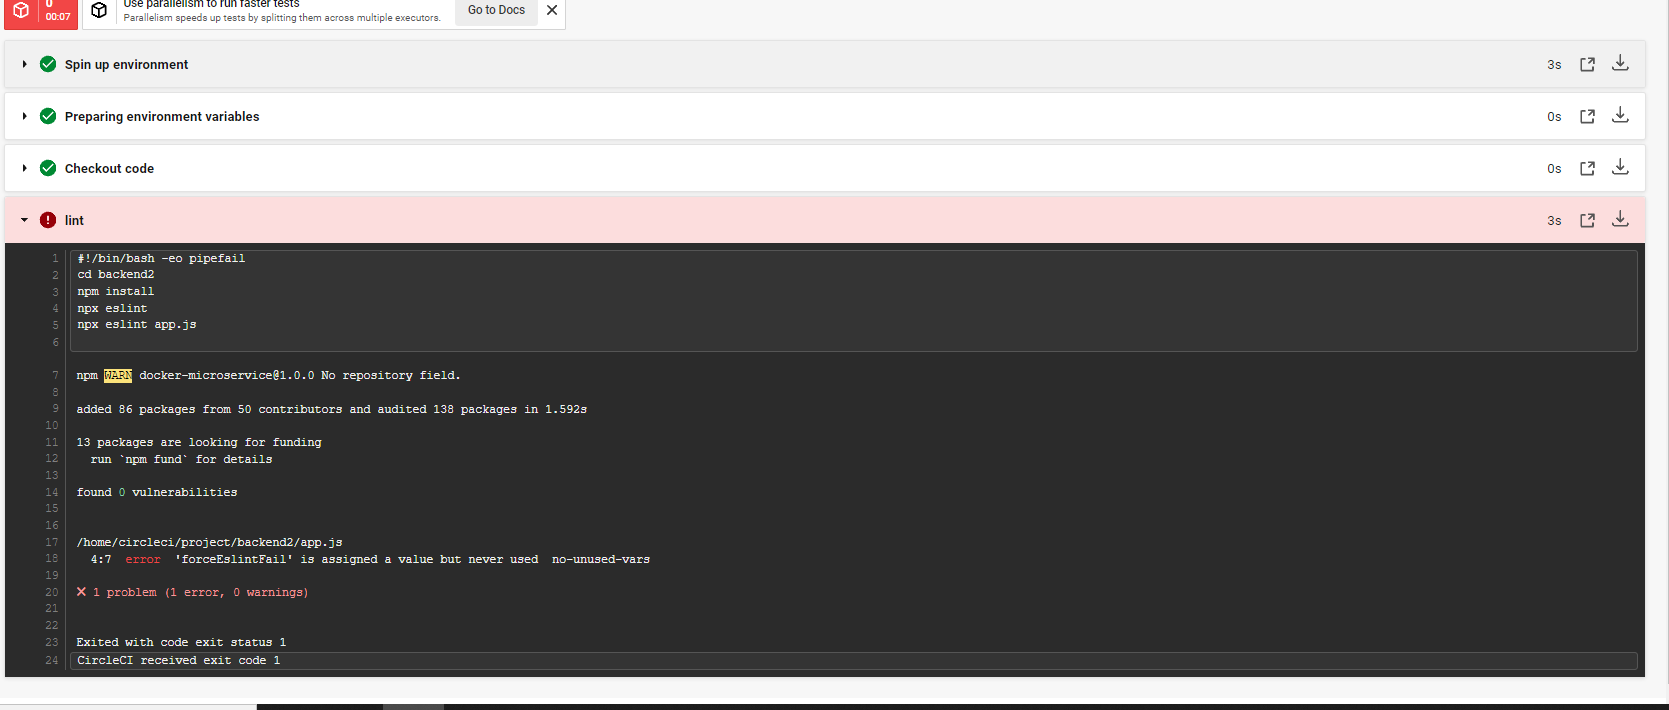 0
00:07
Use parallelism to run faster tests
Parallelism speeds up tests by splitting them across multiple executors.
Go to Docs
Spin up environment
3s
Preparing environment variables
0s
Checkout code
0s
lint
3s
1 #!/bin/bash -eo pipefail
2 cd backend2
3 npm install
4 npx eslint
5 npx eslint app.js
6
7 npm WARN docker-microservice@1.0.0 No repository field.
8
9 added 86 packages from 50 contributors and audited 138 packages in 1.592s
10
11 13 packages are looking for funding
12 run `npm fund` for details
13
14 found 0 vulnerabilities
15
16
17 /home/circleci/project/backend2/app.js
18 4:7 error 'forceEslintFail' is assigned a value but never used no-unused-vars
19
20 ✕ 1 problem (1 error, 0 warnings)
21
22
23 Exited with code exit status 1
24 CircleCI received exit code 1